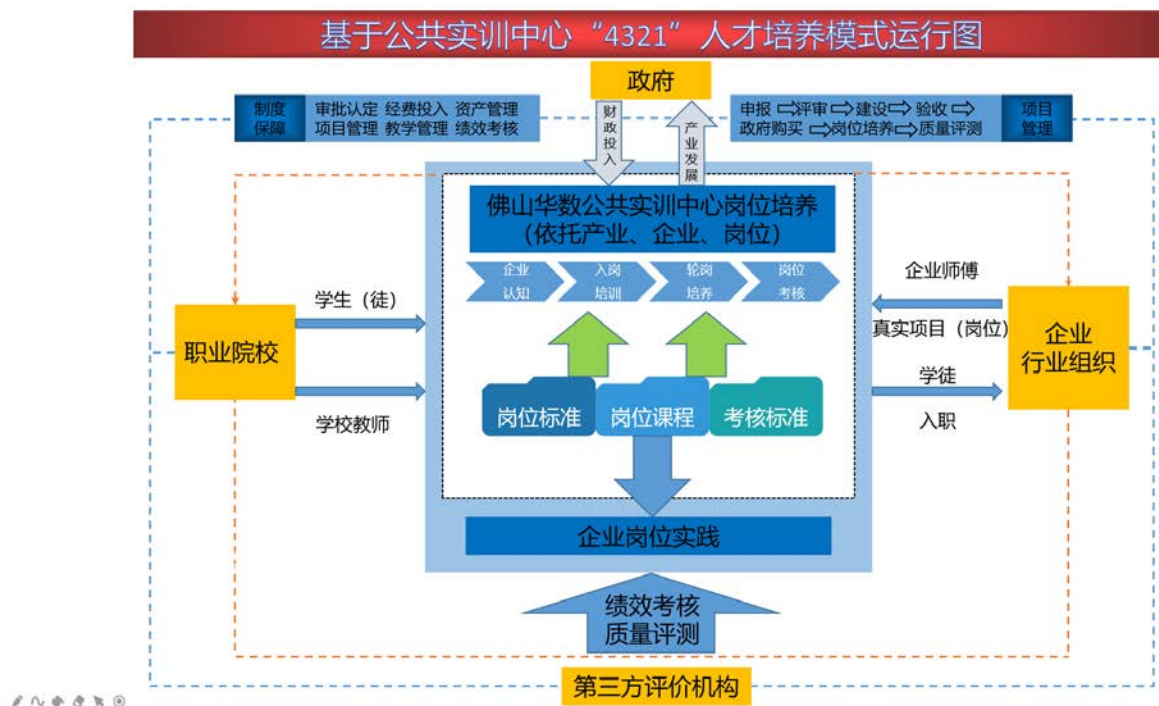 基于公共实训中心“4321”人才培养模式运行图
政府
制度
保障
审批认定 经费投入 资产管理
项目管理 教学管理 绩效考核
财政投入
产业发展
申报 评审 建设 验收
政府购买 岗位培养 质量评测
项目
管理
佛山华数公共实训中心岗位培养
（依托产业、企业、岗位）
企业
认知
入岗
培训
轮岗
培养
岗位
考核
学生（徒）
职业院校
学校教师
企业师傅
真实项目（岗位）
企业
行业组织
学徒
入职
岗位标准
岗位课程
考核标准
企业岗位实践
绩效考核
质量评测
第三方评价机构